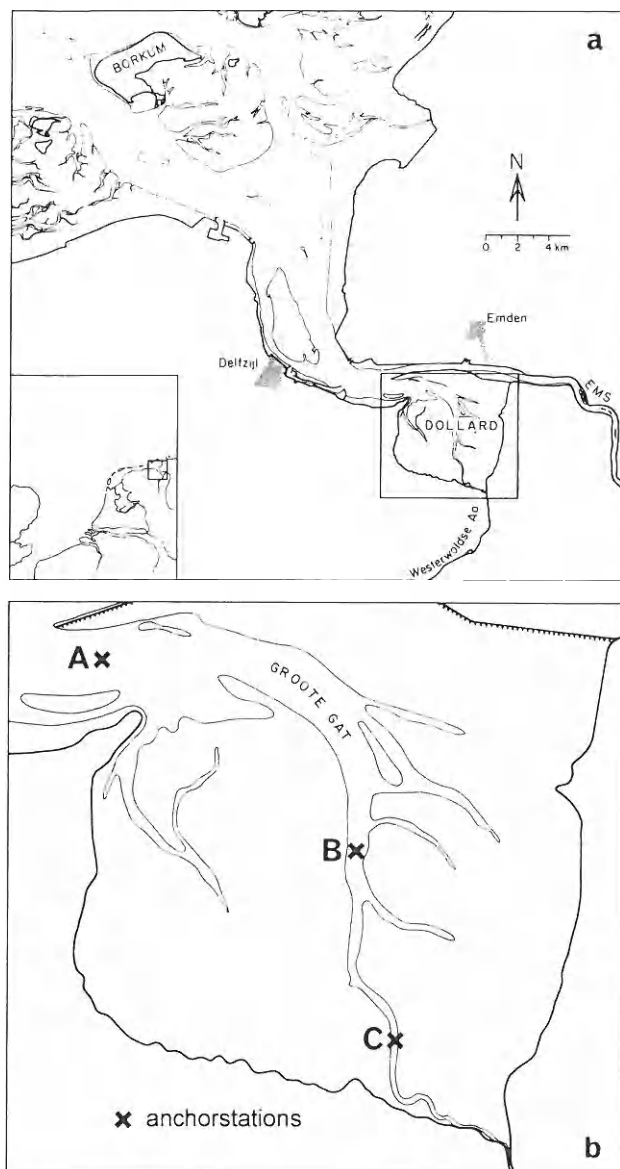 a
BORKUM
N
0 2 4 km
Emden
Delfzijl
EMS
DOLLARD
Westerwoldse Aa
A
GROOTE GAT
B
C
anchorstations
b